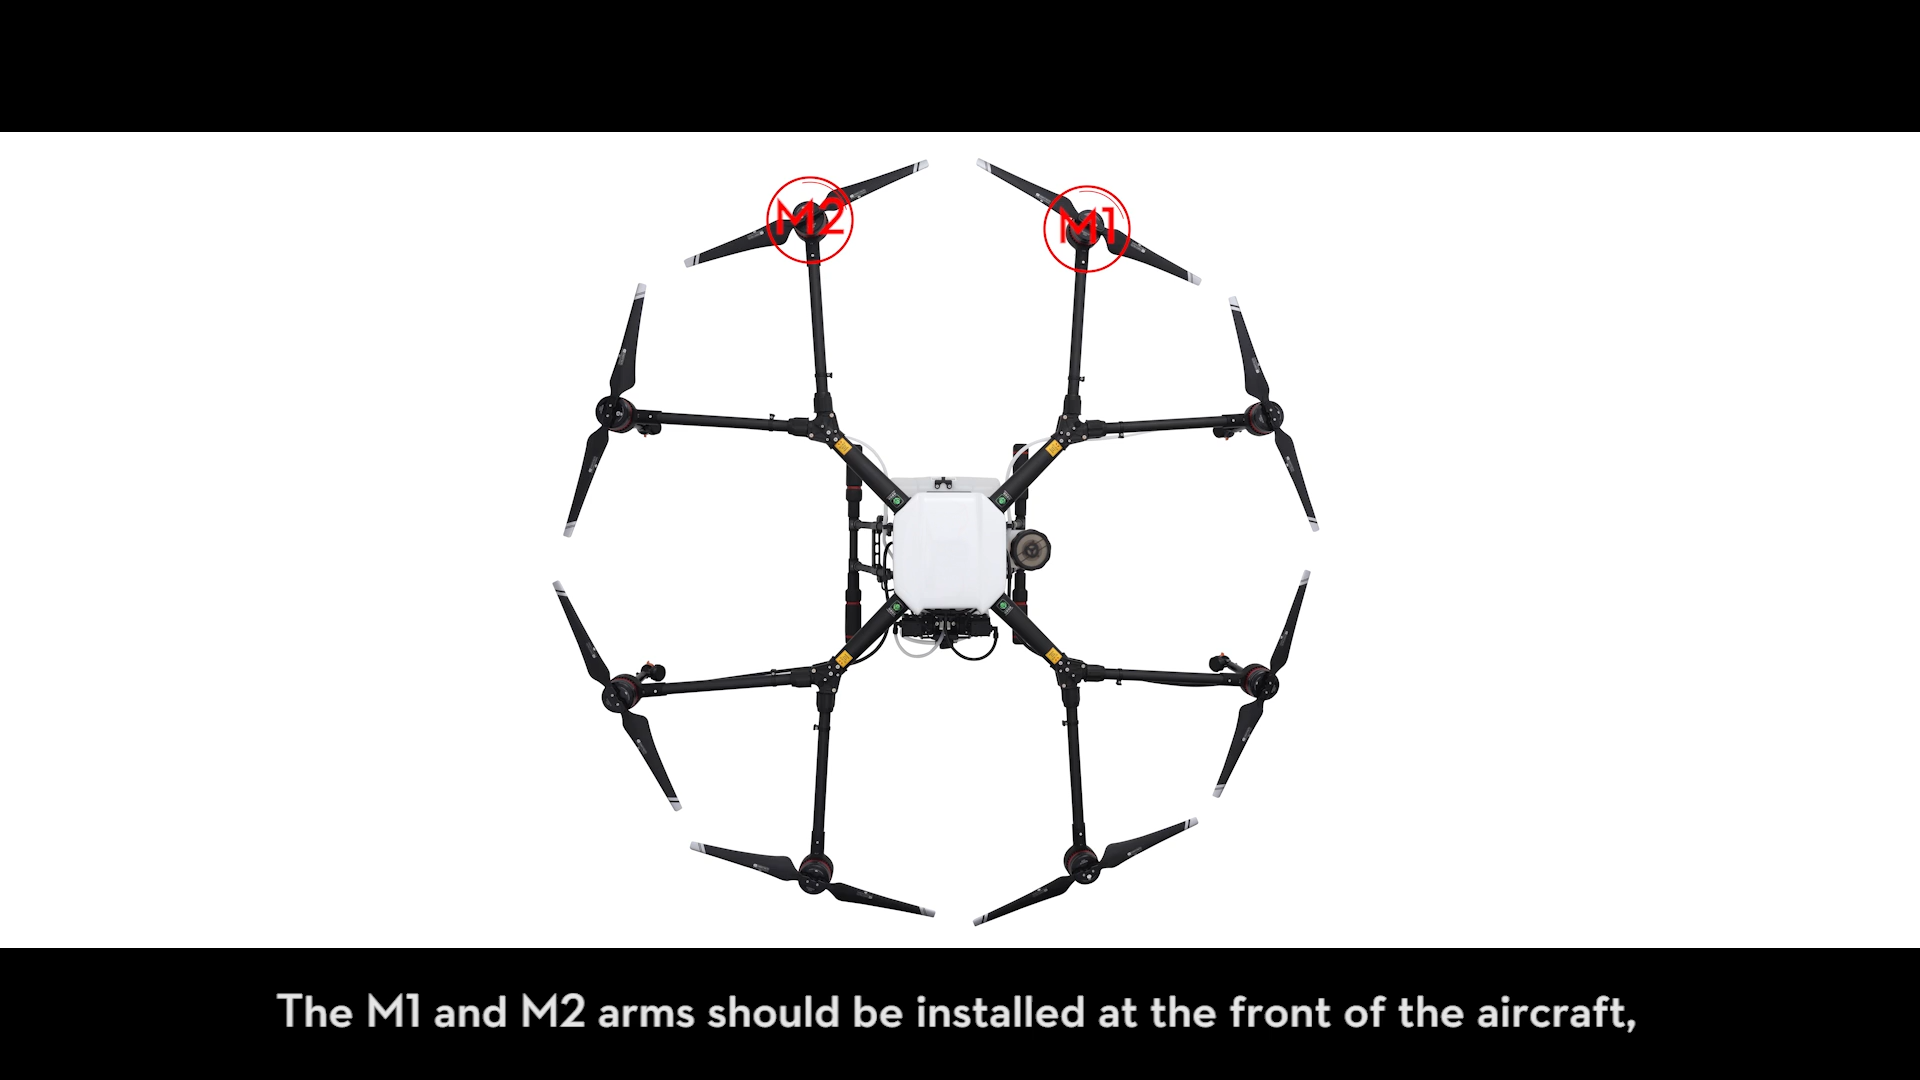 M2 M1
The M1 and M2 arms should be installed at the front of the aircraft,